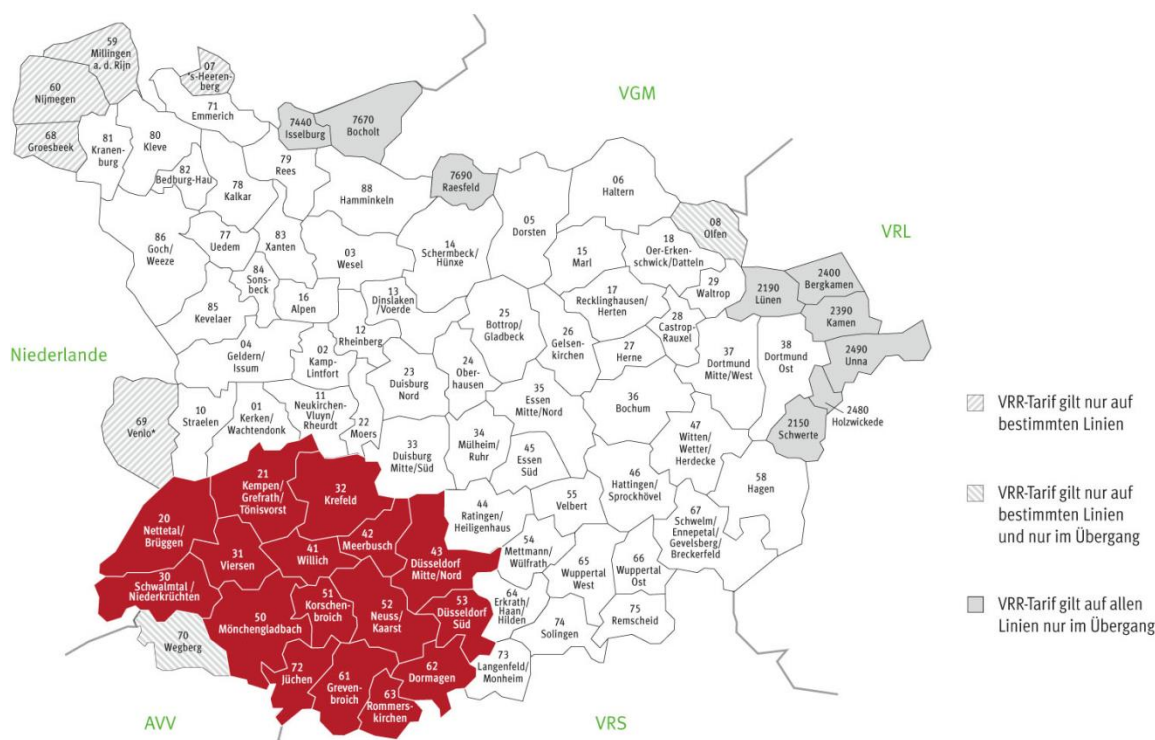 59
Millingen
a. d. Rijn
07
's-Heerenberg
60
Nijmegen
VGM
71
Emmerich
7440
Isselburg
7670
Bocholt
68
Groesbeek
81
Kranen-
burg
80
Kleve
79
Rees
7690
Raesfeld
06
Haltern
82
Bedburg-Hau
78
Kalkar
88
Hamminkeln
05
Dorsten
08
Olfen
VRL
86
Goch/
Weeze
77
Uedem
83
Xanten
03
Wesel
14
Schermbeck/
Hünxe
15
Marl
18
Oer-Erken-
schwick/Datteln
84
Sons-
beck
29
Waltrop
2190
Lünen
2400
Bergkamen
85
Kevelaer
16
Alpen
13
Dinslaken
/Voerde
25
Bottrop/
Gladbeck
17
Recklinghausen/
Herten
2390
Kamen
Niederlande
04
Geldern/
Issum
02
Kamp-
Lintfort
12
Rheinberg
26
Gelsen-
kirchen
28
Castrop-
Rauxel
27
Herne
37
Dortmund
Mitte/West
38
Dortmund
Ost
2490
Unna
23
Duisburg
Nord
24
Ober-
hausen
35
Essen
Mitte/Nord
36
Bochum
2480
Holzwickede
2150
Schwerte
69
Venlo*
10
Straelen
01
Kerken/
Wachtendonk
11
Neukirchen-
Vluyn/
Rheurdt
22
Moers
33
Duisburg
Mitte/Süd
34
Mülheim/
Ruhr
45
Essen
Süd
47
Witten/
Wetter/
Herdecke
21
Kempen/
Grefrath/
Tönisvorst
32
Krefeld
46
Hattingen/
Sprockhövel
58
Hagen
20
Nettetal/
Brüggen
44
Ratingen/
Heiligenhaus
55
Velbert
67
Schwelm/
Ennepetal/
Gevelsberg/
Breckerfeld
31
Viersen
41
Willich
42
Meerbusch
43
Düsseldorf
Mitte/Nord
54
Mettmann/
Wülfrath
65
Wuppertal
West
66
Wuppertal
Ost
30
Schwalmtal /
Niederkrüchten
50
Mönchengladbach
51
Korschen-
broich
52
Neuss/
Kaarst
53
Düsseldorf
Süd
64
Erkrath/
Haan/
Hilden
74
Solingen
75
Remscheid
70
Wegberg
72
Jüchen
61
Greven-
broich
62
Dormagen
73
Langenfeld/
Monheim
63
Rommers-
kirchen
AVV
VRS
VRR-Tarif gilt nur auf
bestimmten Linien
VRR-Tarif gilt nur auf
bestimmten Linien
und nur im Übergang
VRR-Tarif gilt auf allen
Linien nur im Übergang